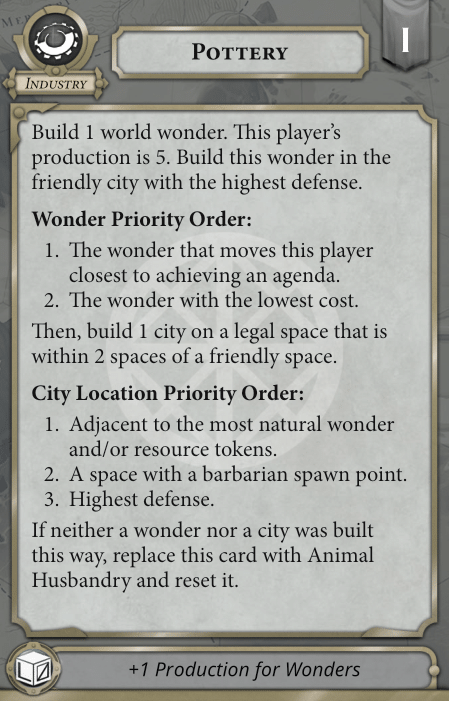 POTTERY
I
INDUSTRY
Build 1 world wonder. This player's
production is 5. Build this wonder in the
friendly city with the highest defense.
Wonder Priority Order:
1. The wonder that moves this player
closest to achieving an agenda.
2. The wonder with the lowest cost.
Then, build 1 city on a legal space that is
within 2 spaces of a friendly space.
City Location Priority Order:
1. Adjacent to the most natural wonder
and/or resource tokens.
2. A space with a barbarian spawn point.
3. Highest defense.
If neither a wonder nor a city was built
this way, replace this card with Animal
Husbandry and reset it.
+1 Production for Wonders